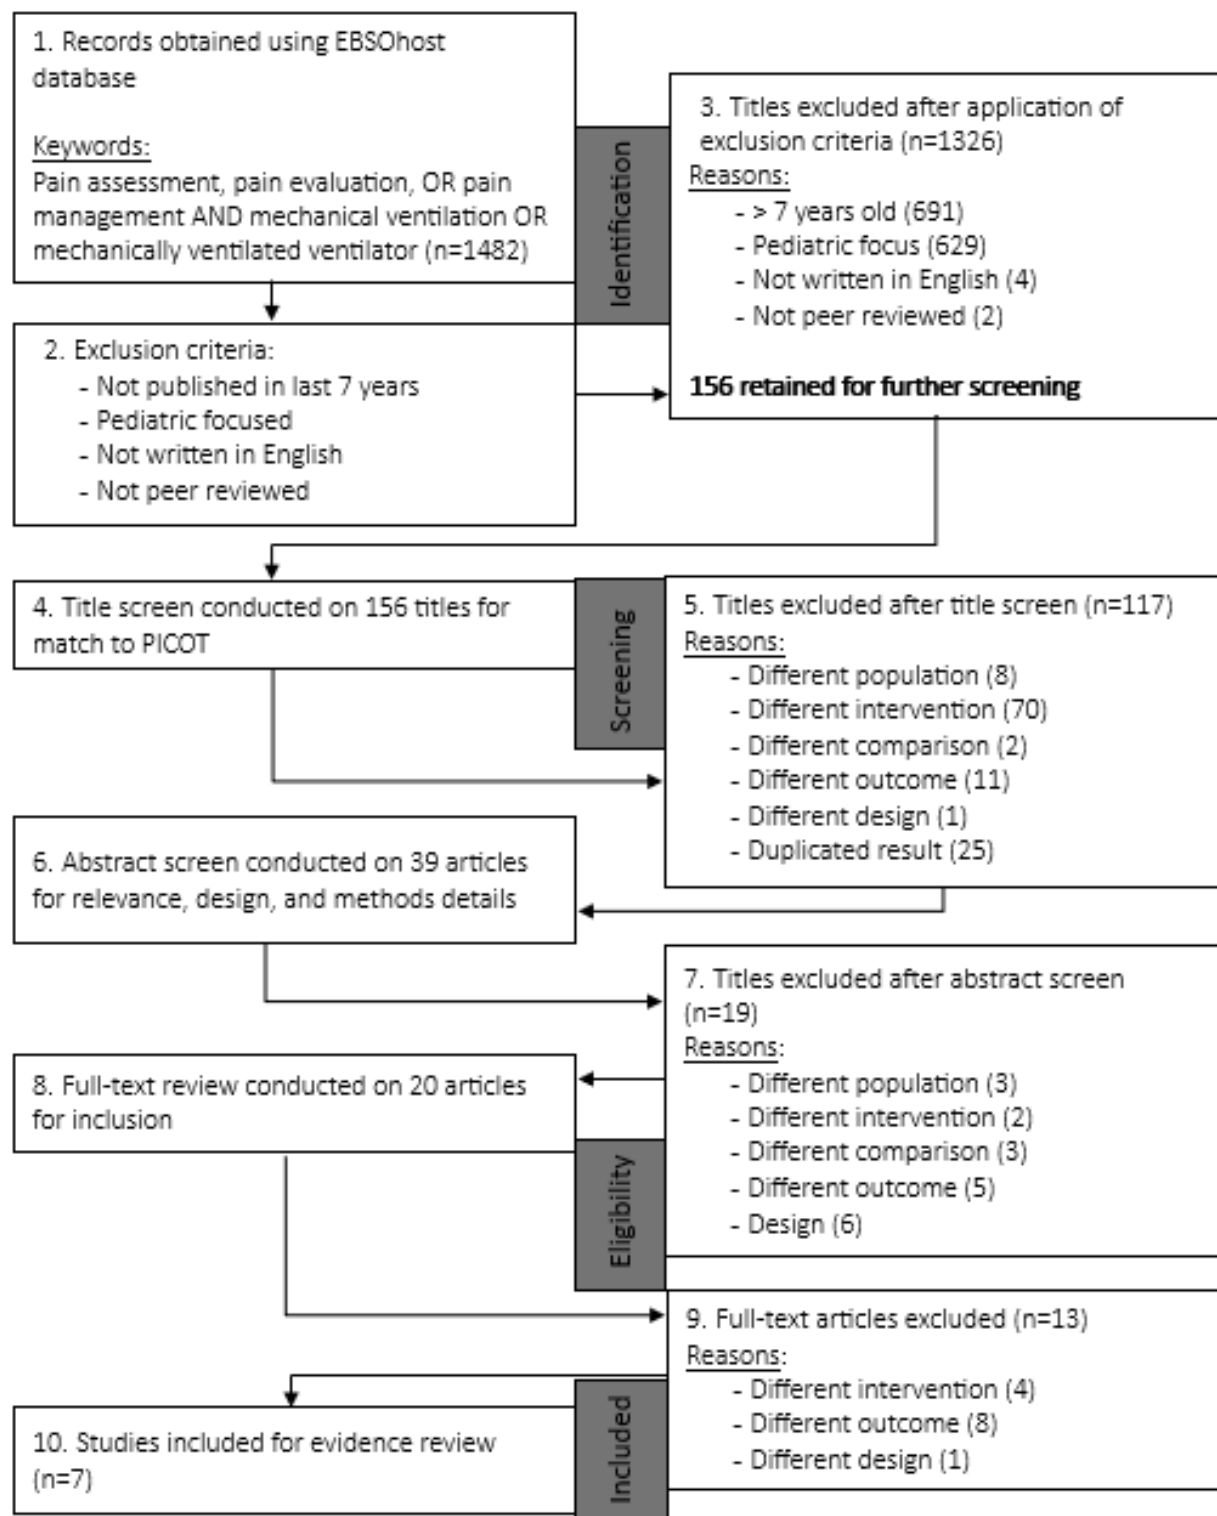 1. Records obtained using EBSOhost
database
Keywords:
Pain assessment, pain evaluation, OR pain
management AND mechanical ventilation OR
mechanically ventilated ventilator (n=1482)
Identification
3. Titles excluded after application of
exclusion criteria (n=1326)
Reasons:
- > 7 years old (691)
- Pediatric focus (629)
- Not written in English (4)
- Not peer reviewed (2)
156 retained for further screening
2. Exclusion criteria:
- Not published in last 7 years
- Pediatric focused
- Not written in English
- Not peer reviewed
4. Title screen conducted on 156 titles for
match to PICOT
Screening
5. Titles excluded after title screen (n=117)
Reasons:
- Different population (8)
- Different intervention (70)
- Different comparison (2)
- Different outcome (11)
- Different design (1)
- Duplicated result (25)
6. Abstract screen conducted on 39 articles
for relevance, design, and methods details
7. Titles excluded after abstract screen
(n=19)
Reasons:
- Different population (3)
- Different intervention (2)
- Different comparison (3)
- Different outcome (5)
- Design (6)
8. Full-text review conducted on 20 articles
for inclusion
Eligibility
9. Full-text articles excluded (n=13)
Reasons:
- Different intervention (4)
- Different outcome (8)
- Different design (1)
10. Studies included for evidence review
(n=7)
Included